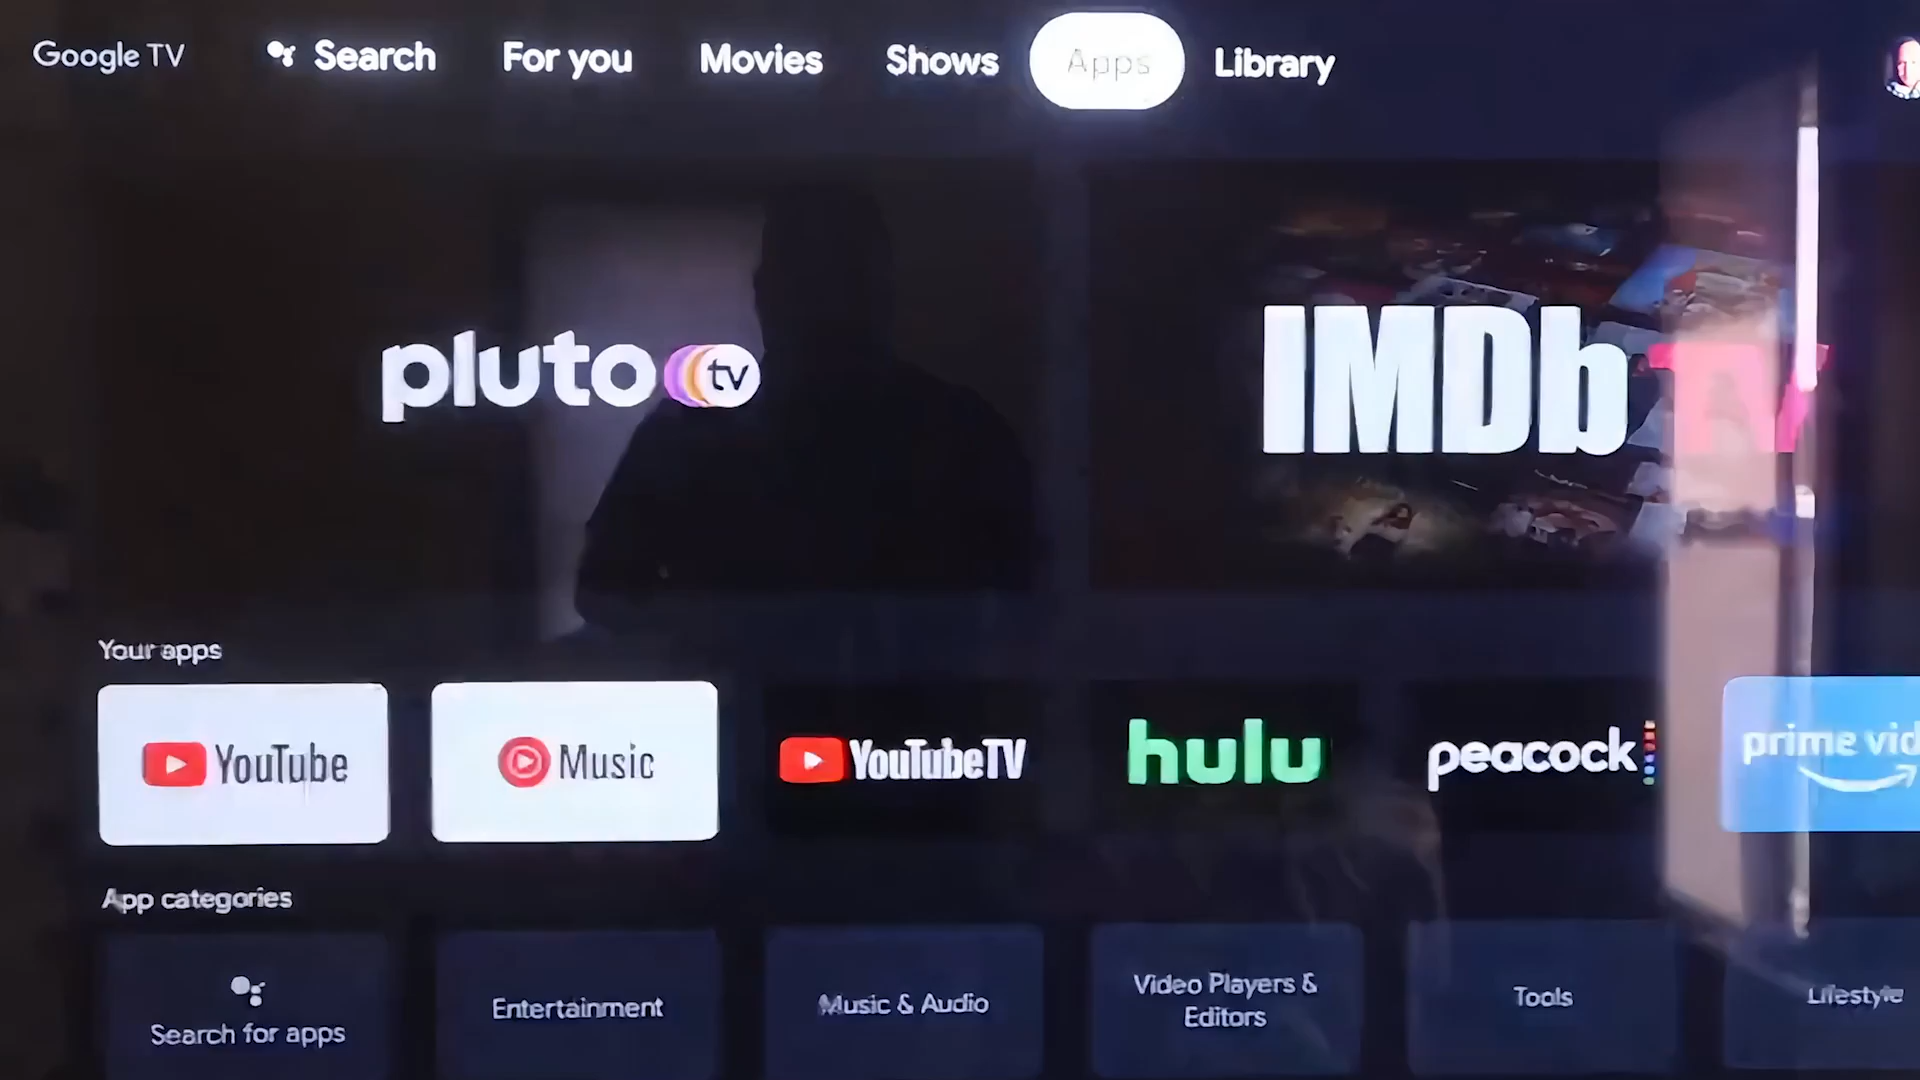 Google TV
Search
For you
Movies
Shows
Apps
Library
pluto tv
IMDb TV
Your apps
YouTube
Music
YouTubeTV
hulu
peacock
prime vid
App categories
Search for apps
Entertainment
Music & Audio
Video Players &
Editors
Tools
Lifestyle